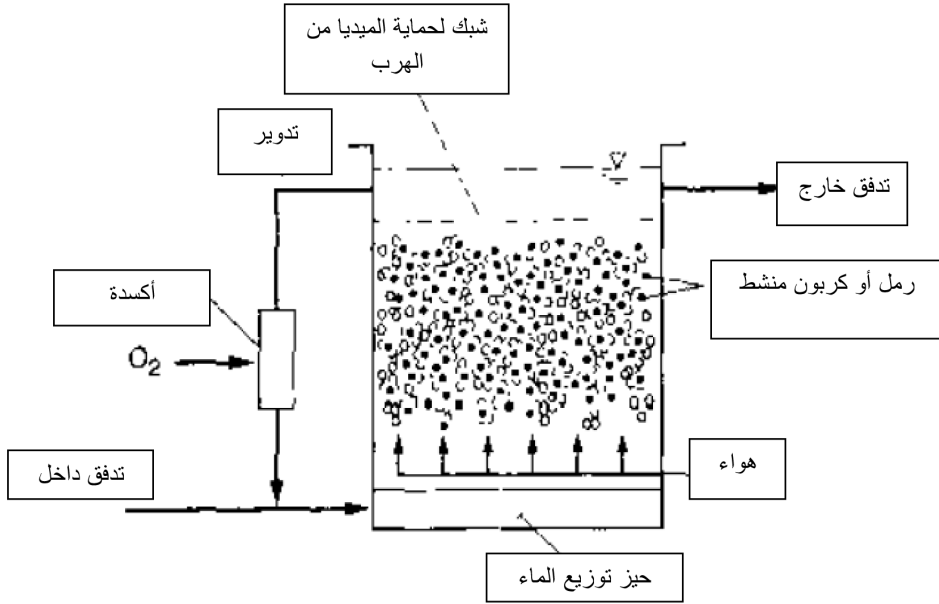 شبك لحماية الميديا من
الهرب
تدوير
تدفق خارج
رمل أو كربون منشط
أكسدة
O2
هواء
تدفق داخل
حيز توزيع الماء